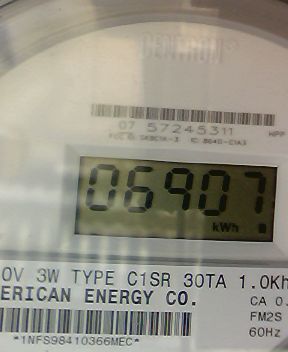 CENTRON®
07 57245311
HPP
06907
kWh
0V 3W TYPE C1SR 30TA 1.0Kh
ERICAN ENERGY CO.
CA 0.
FM2S
60Hz
*1NFS98410366MEC*